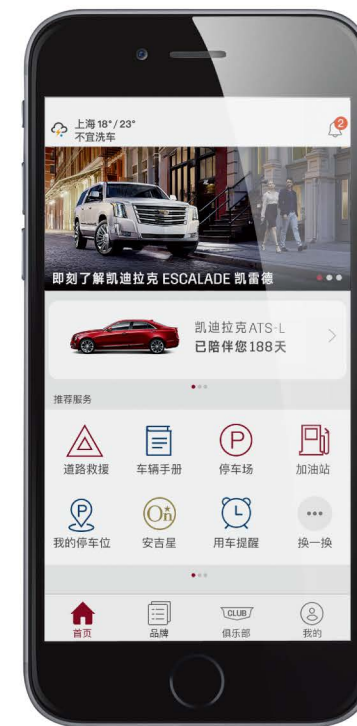 上海 18°/ 23°
不宜洗车
2
即刻了解凯迪拉克 ESCALADE 凯雷德
凯迪拉克ATS-L
已陪伴您188天
推荐服务
道路救援
车辆手册
停车场
加油站
我的停车位
安吉星
用车提醒
换一换
P
P
On
CLUB
首页
品牌
俱乐部
我的